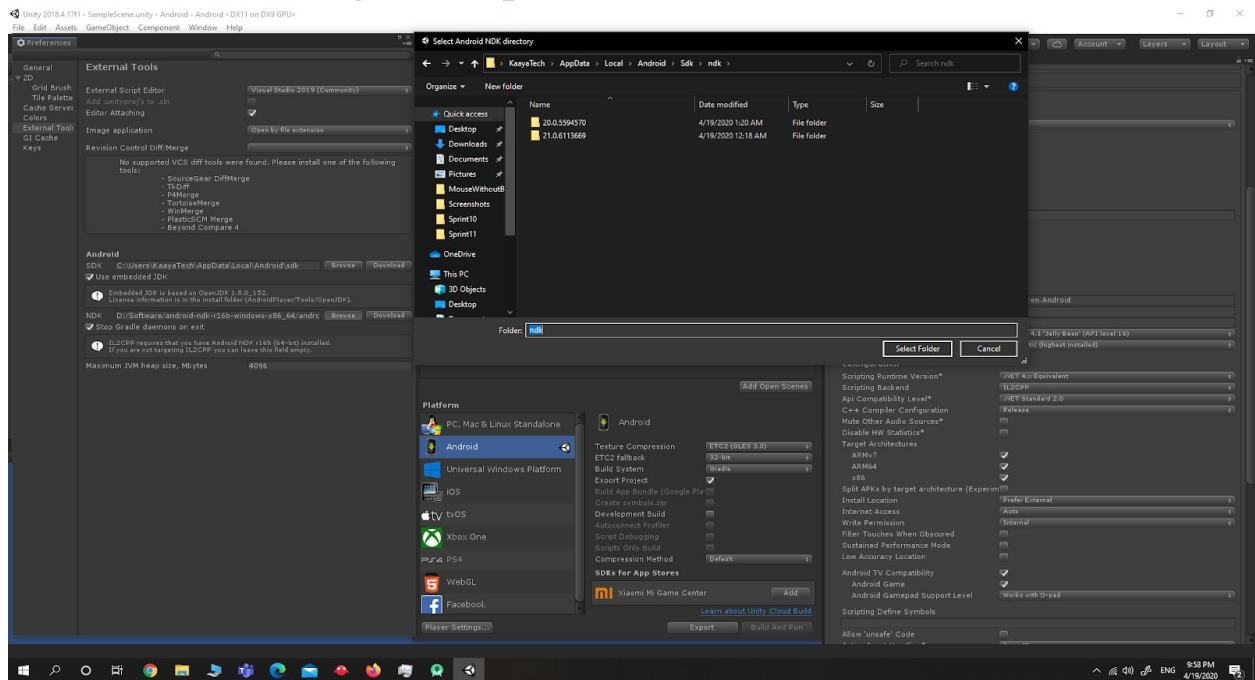 Unity 2018.4.17f1 - SampleScene.unity - Android - Android <DX11 on DX9 GPU>
File Edit Assets GameObject Component Window Help
Preferences
General
2D
Grid Brush
Tile Palette
Cache Server
Colors
External Tools
GI Cache
Keys
External Tools
External Script Editor Visual Studio 2019 (Community)
Add .unityproj's to .sln
Editor Attaching
Image application Open by file extension
Revision Control Diff/Merge
No supported VCS diff tools were found. Please install one of the following
tools:
- SourceGear DiffMerge
- TkDiff
- P4Merge
- TortoiseMerge
- WinMerge
- PlasticSCM Merge
- Beyond Compare 4
Android
SDK C:\Users\KaayaTech\AppData\Local\Android\sdk Browse Download
Use embedded JDK
Embedded JDK is based on OpenJDK 1.8.0_152.
License information is in the install folder (AndroidPlayer/Tools/OpenJDK).
NDK D:/Software/android-ndk-r16b-windows-x86_64/andrc Browse Download
Stop Gradle daemons on exit
IL2CPP requires that you have Android NDK r16b (64-bit) installed.
If you are not targeting IL2CPP you can leave this field empty.
Maximum JVM heap size, Mbytes 4096
Select Android NDK directory
KaayaTech > AppData > Local > Android > Sdk > ndk >
Search ndk
Organize New folder
Quick access
Desktop
Downloads
Documents
Pictures
MouseWithoutB
Screenshots
Sprint10
Sprint11
OneDrive
This PC
3D Objects
Desktop
Name Date modified Type Size
20.0.5594570 4/19/2020 1:20 AM File folder
21.0.6113669 4/19/2020 12:18 AM File folder
Folder: ndk
Select Folder Cancel
Account Layers Layout
Add Open Scenes
Platform
PC, Mac & Linux Standalone
Android
Universal Windows Platform
iOS
tvOS
tvOS
Xbox One
PS4
WebGL
Facebook
Player Settings...
Android
Texture Compression ETC2 (GLES 3.0)
ETC2 fallback 32-bit
Build System Gradle
Export Project
Build App Bundle (Google Pla
Create symbols.zip
Development Build
Autoconnect Profiler
Script Debugging
Scripts Only Build
Compression Method Default
SDKs for App Stores
Xiaomi Mi Game Center Add
Learn about Unity Cloud Build
Export Build And Run
en.Android
4.1 'Jelly Bean' (API level 16)
(highest installed)
Configuration
Scripting Runtime Version* .NET 4.x Equivalent
Scripting Backend IL2CPP
Api Compatibility Level* .NET Standard 2.0
C++ Compiler Configuration Release
Mute Other Audio Sources*
Disable HW Statistics*
Target Architectures
ARMv7
ARM64
x86
Split APKs by target architecture (Experim
Install Location Prefer External
Internet Access Auto
Write Permission Internal
Filter Touches When Obscured
Sustained Performance Mode
Low Accuracy Location
Android TV Compatibility
Android Game
Android Gamepad Support Level Works with D-pad
Scripting Define Symbols
Allow 'unsafe' Code
ENG
9:58 PM
4/19/2020